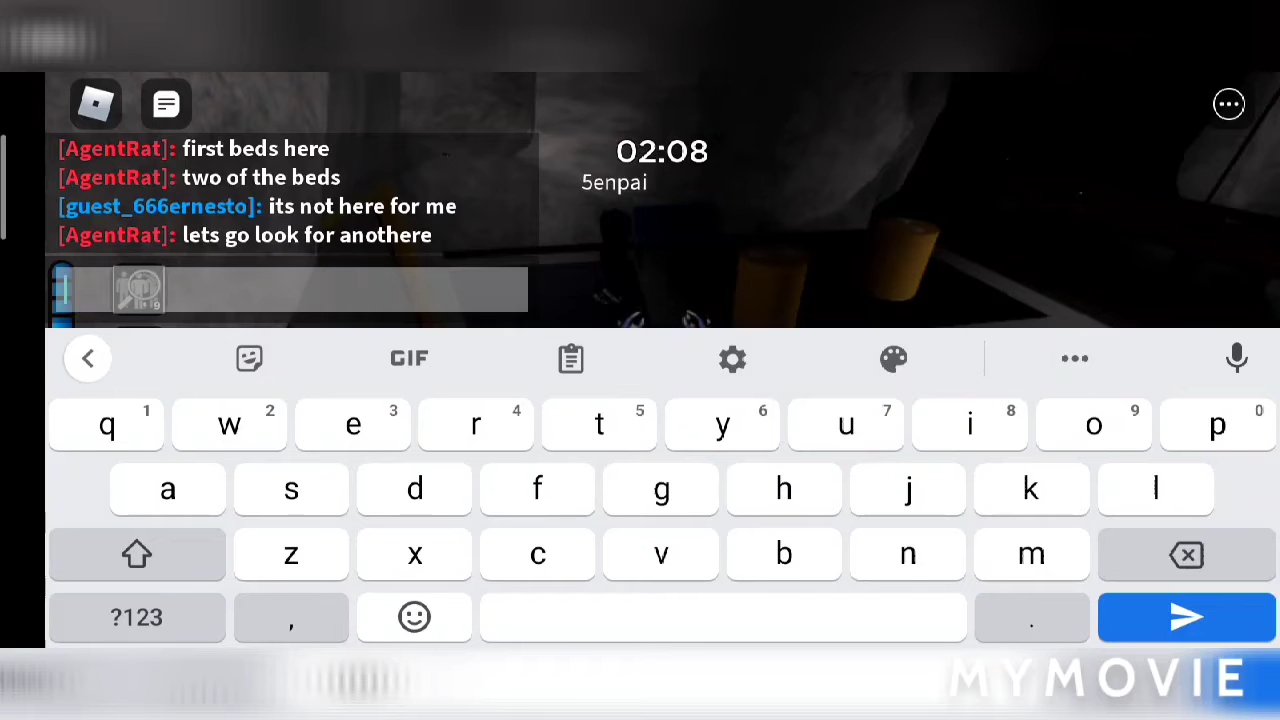 [AgentRat]: first beds here
[AgentRat]: two of the beds
[guest_666ernesto]: its not here for me
[AgentRat]: lets go look for anothere
02:08
5enpai
9
GIF
q 1 w 2 e 3 r 4 t 5 y 6 u 7 i 8 o 9 p 0
a s d f g h j k l
z x c v b n m
?123 , .
MYMOVIE